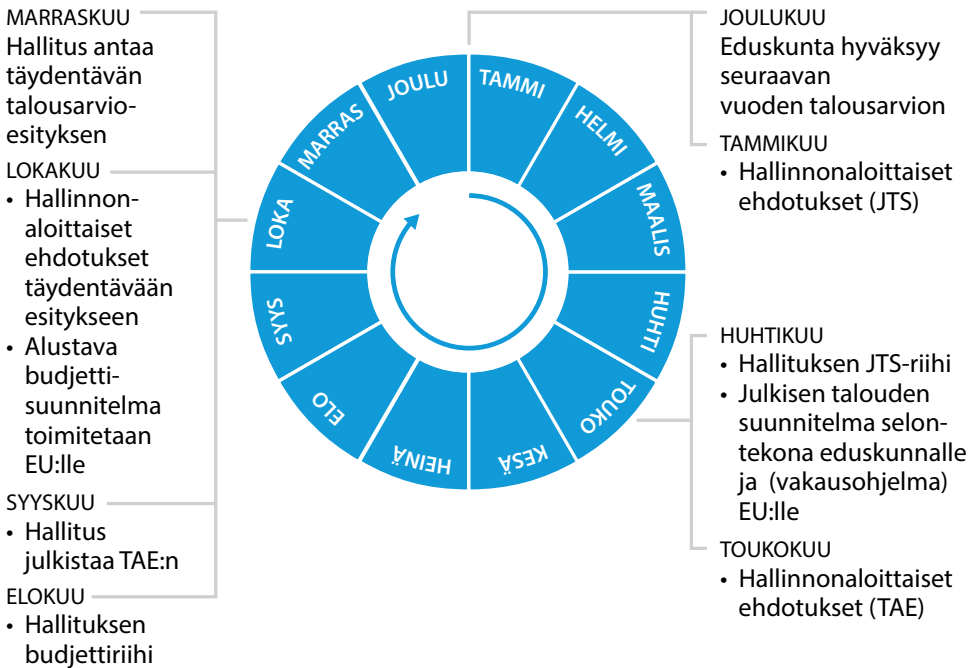 MARRASKUU
Hallitus antaa
täydentävän
talousarvio-
esityksen
LOKAKUU
• Hallinnon-
aloittaiset
ehdotukset
täydentävään
esitykseen
• Alustava
budjetti-
suunnitelma
toimitetaan
EU:lle
SYYSKUU
• Hallitus
julkistaa TAE:n
ELOKUU
• Hallituksen
budjettiriihi
TAMMI
HELMI
MAALIS
HUHTI
TOUKO
KESÄ
HEINÄ
ELO
SYYS
LOKA
MARRAS
JOULU
JOULUKUU
Eduskunta hyväksyy
seuraavan
vuoden talousarvion
TAMMIKUU
• Hallinnonaloittaiset
ehdotukset (JTS)
HUHTIKUU
• Hallituksen JTS-riihi
• Julkisen talouden
suunnitelma selon-
tekona eduskunnalle
ja (vakausohjelma)
EU:lle
TOUKOKUU
• Hallinnonaloittaiset
ehdotukset (TAE)